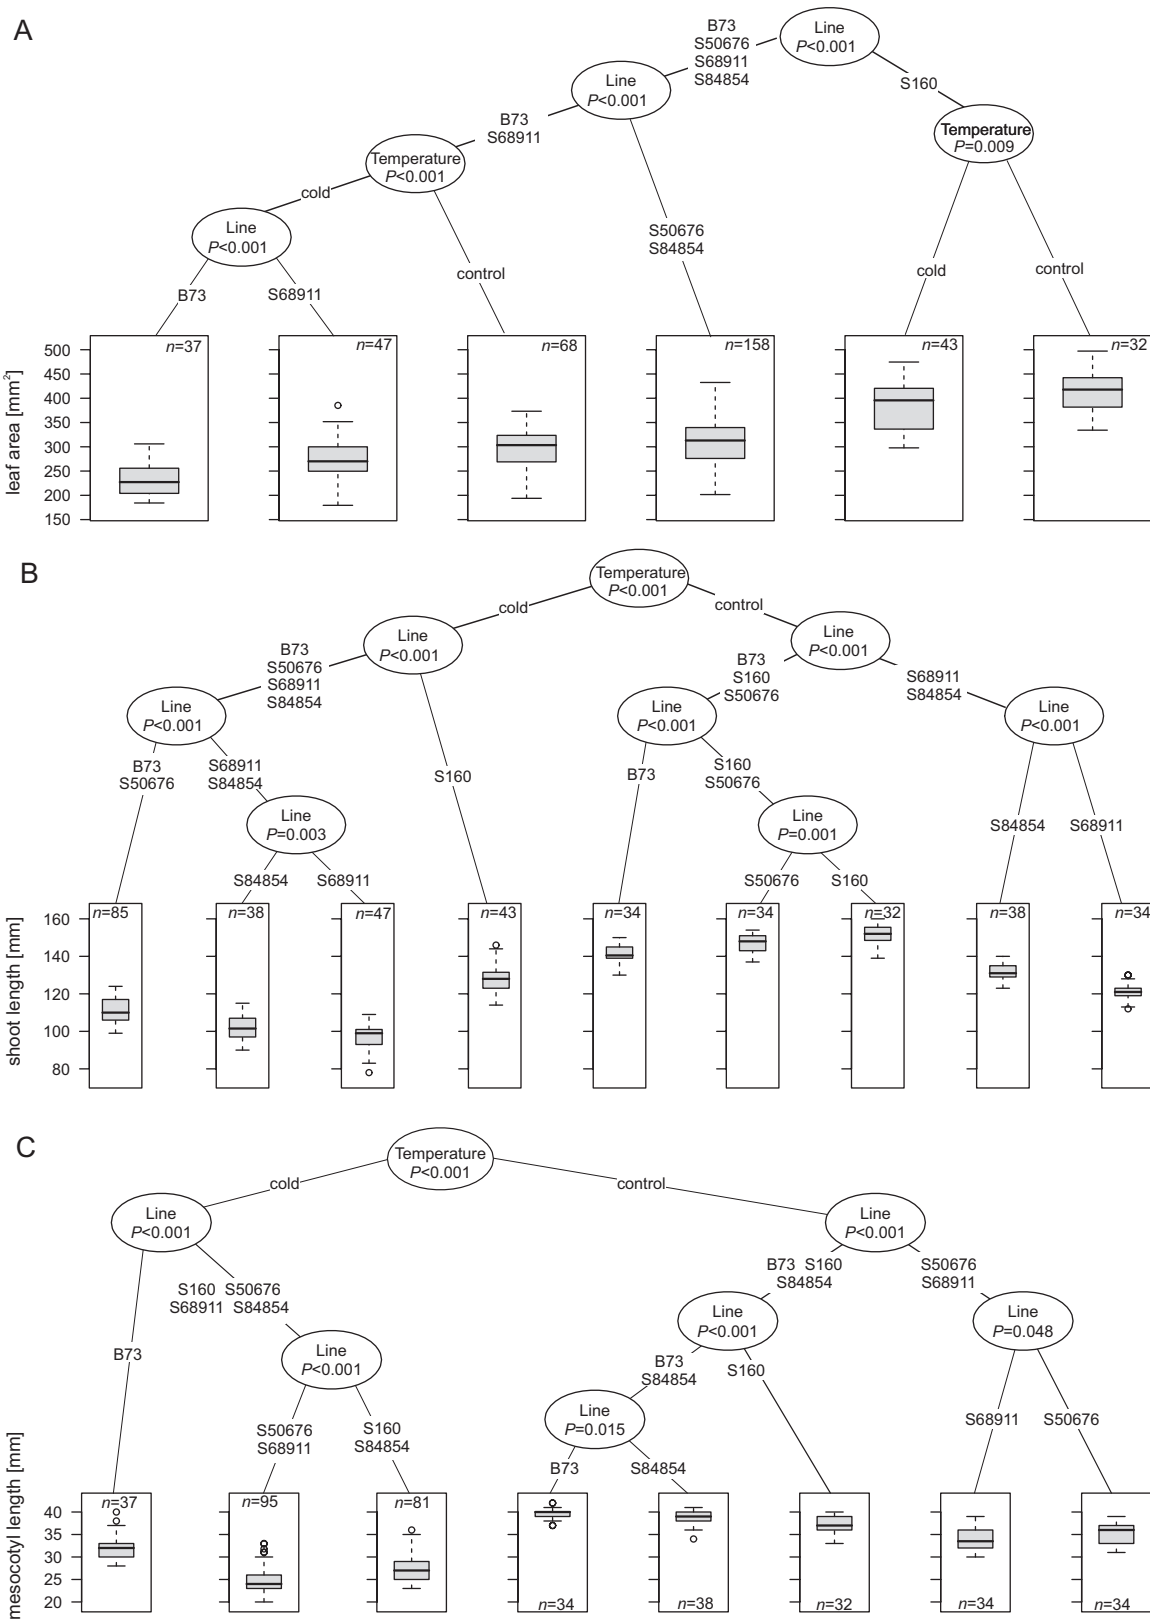 A
Line
P<0.001
B73
S50676
S68911
S84854
S160
Line
P<0.001
Temperature
P=0.009
B73
S68911
Temperature
P<0.001
S50676
S84854
cold
control
Line
P<0.001
cold
control
B73
S68911
n=37
n=47
n=68
n=158
n=43
n=32
leaf area [mm²]
500
450
400
350
300
250
200
150
B
Temperature
P<0.001
cold
control
Line
P<0.001
Line
P<0.001
B73
S50676
S68911
S84854
S160
B73
S160
S50676
S68911
S84854
Line
P<0.001
Line
P<0.001
Line
P<0.001
B73
S50676
S68911
S84854
B73
S160
S50676
S84854
S68911
Line
P=0.003
Line
P=0.001
S84854
S68911
S50676
S160
n=85
n=38
n=47
n=43
n=34
n=34
n=32
n=38
n=34
shoot length [mm]
160
140
120
100
80
C
Temperature
P<0.001
cold
control
Line
P<0.001
Line
P<0.001
B73
S160 S50676
S68911 S84854
B73 S160
S84854
S50676
S68911
Line
P<0.001
Line
P<0.001
Line
P=0.048
S50676
S68911
S160
S84854
B73
S84854
S160
S68911
S50676
Line
P=0.015
B73
S84854
n=37
n=95
n=81
n=34
n=38
n=32
n=34
n=34
mesocotyl length [mm]
40
35
30
25
20